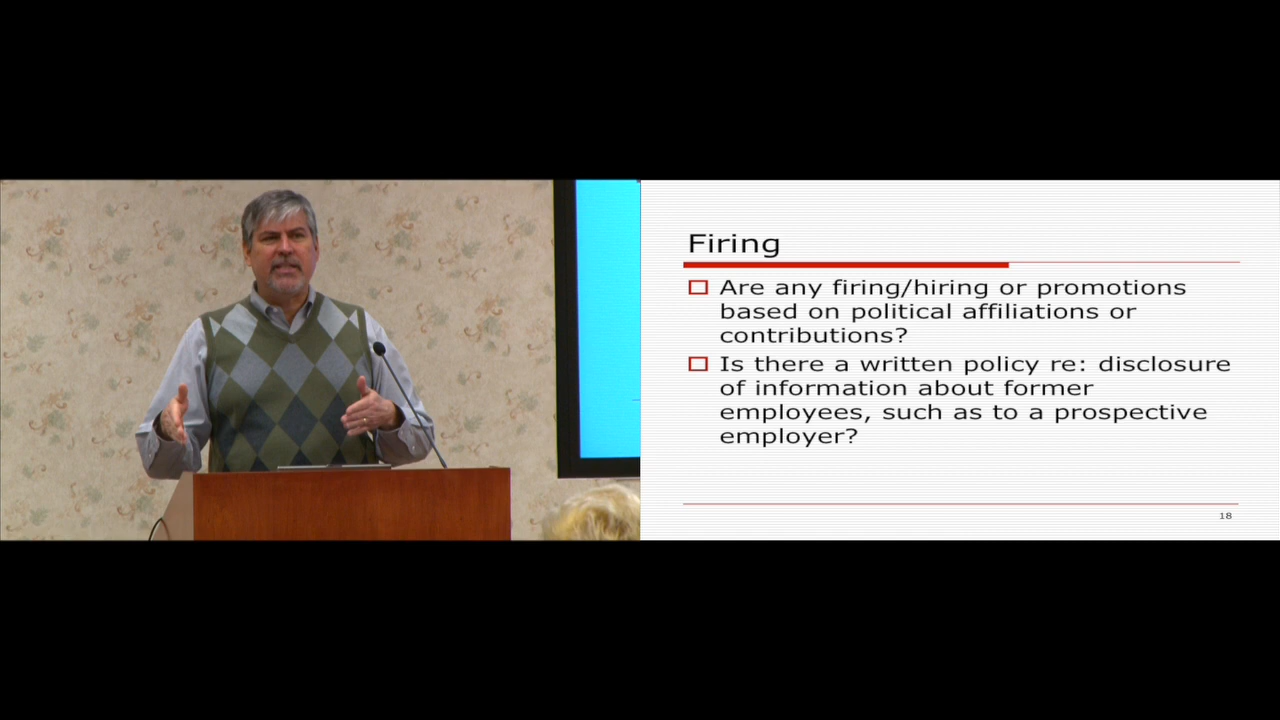 Firing
Are any firing/hiring or promotions
based on political affiliations or
contributions?
Is there a written policy re: disclosure
of information about former
employees, such as to a prospective
employer?
18